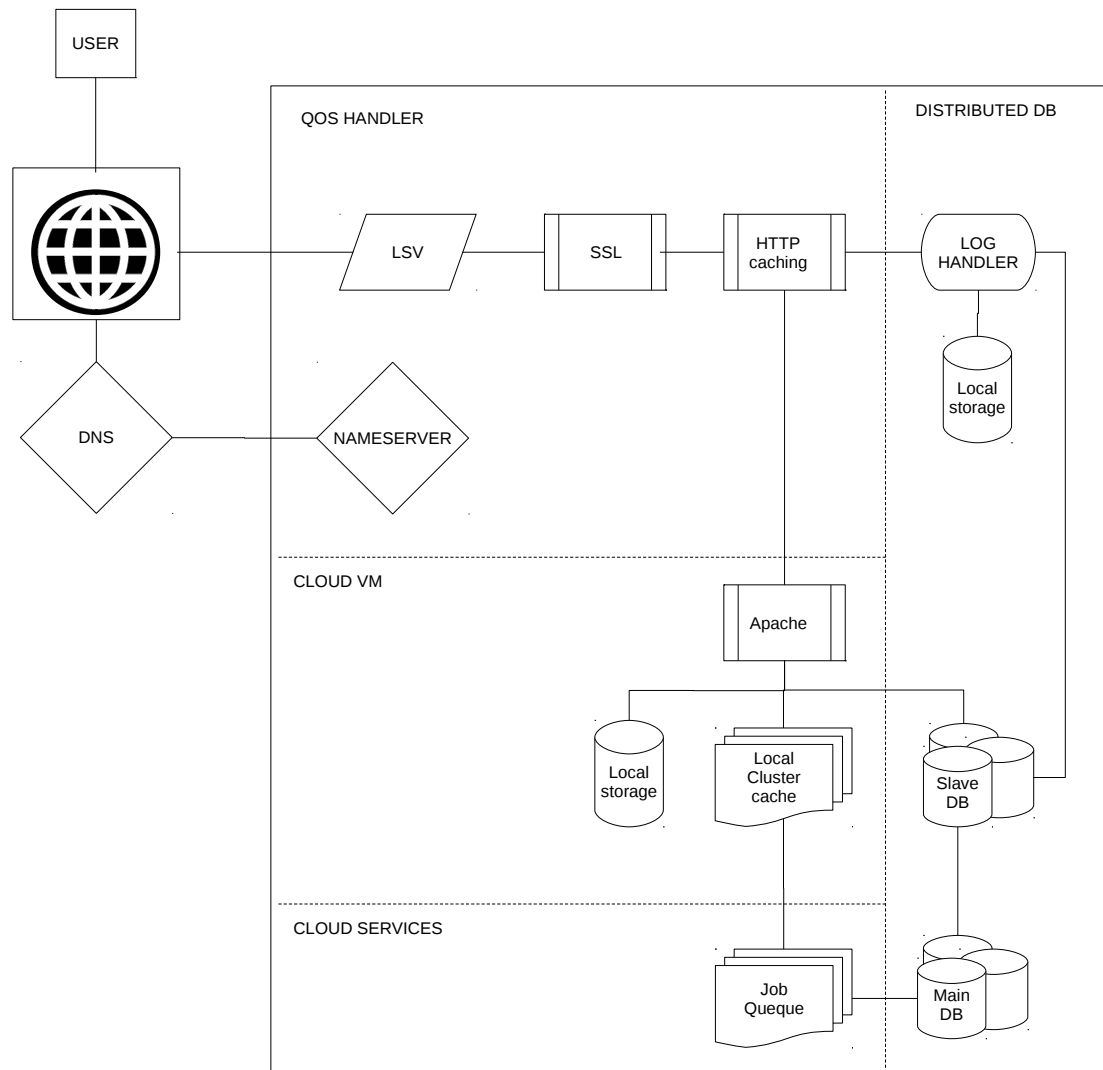 USER
QOS HANDLER
DISTRIBUTED DB
LSV
SSL
HTTP
caching
LOG
HANDLER
Local
storage
DNS
NAMESERVER
CLOUD VM
Apache
Local
storage
Local
Cluster
cache
Slave
DB
CLOUD SERVICES
Job
Queque
Main
DB